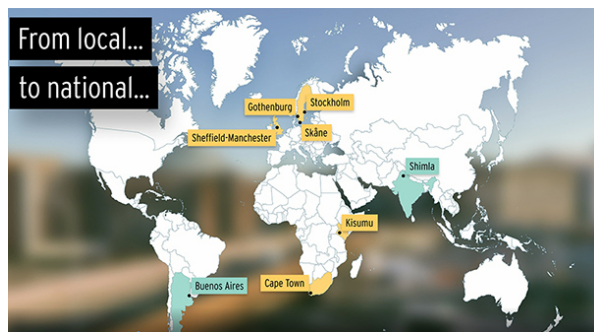 From local...
to national...
Gothenburg
Stockholm
Sheffield-Manchester
Skåne
Shimla
Kisumu
Buenos Aires
Cape Town